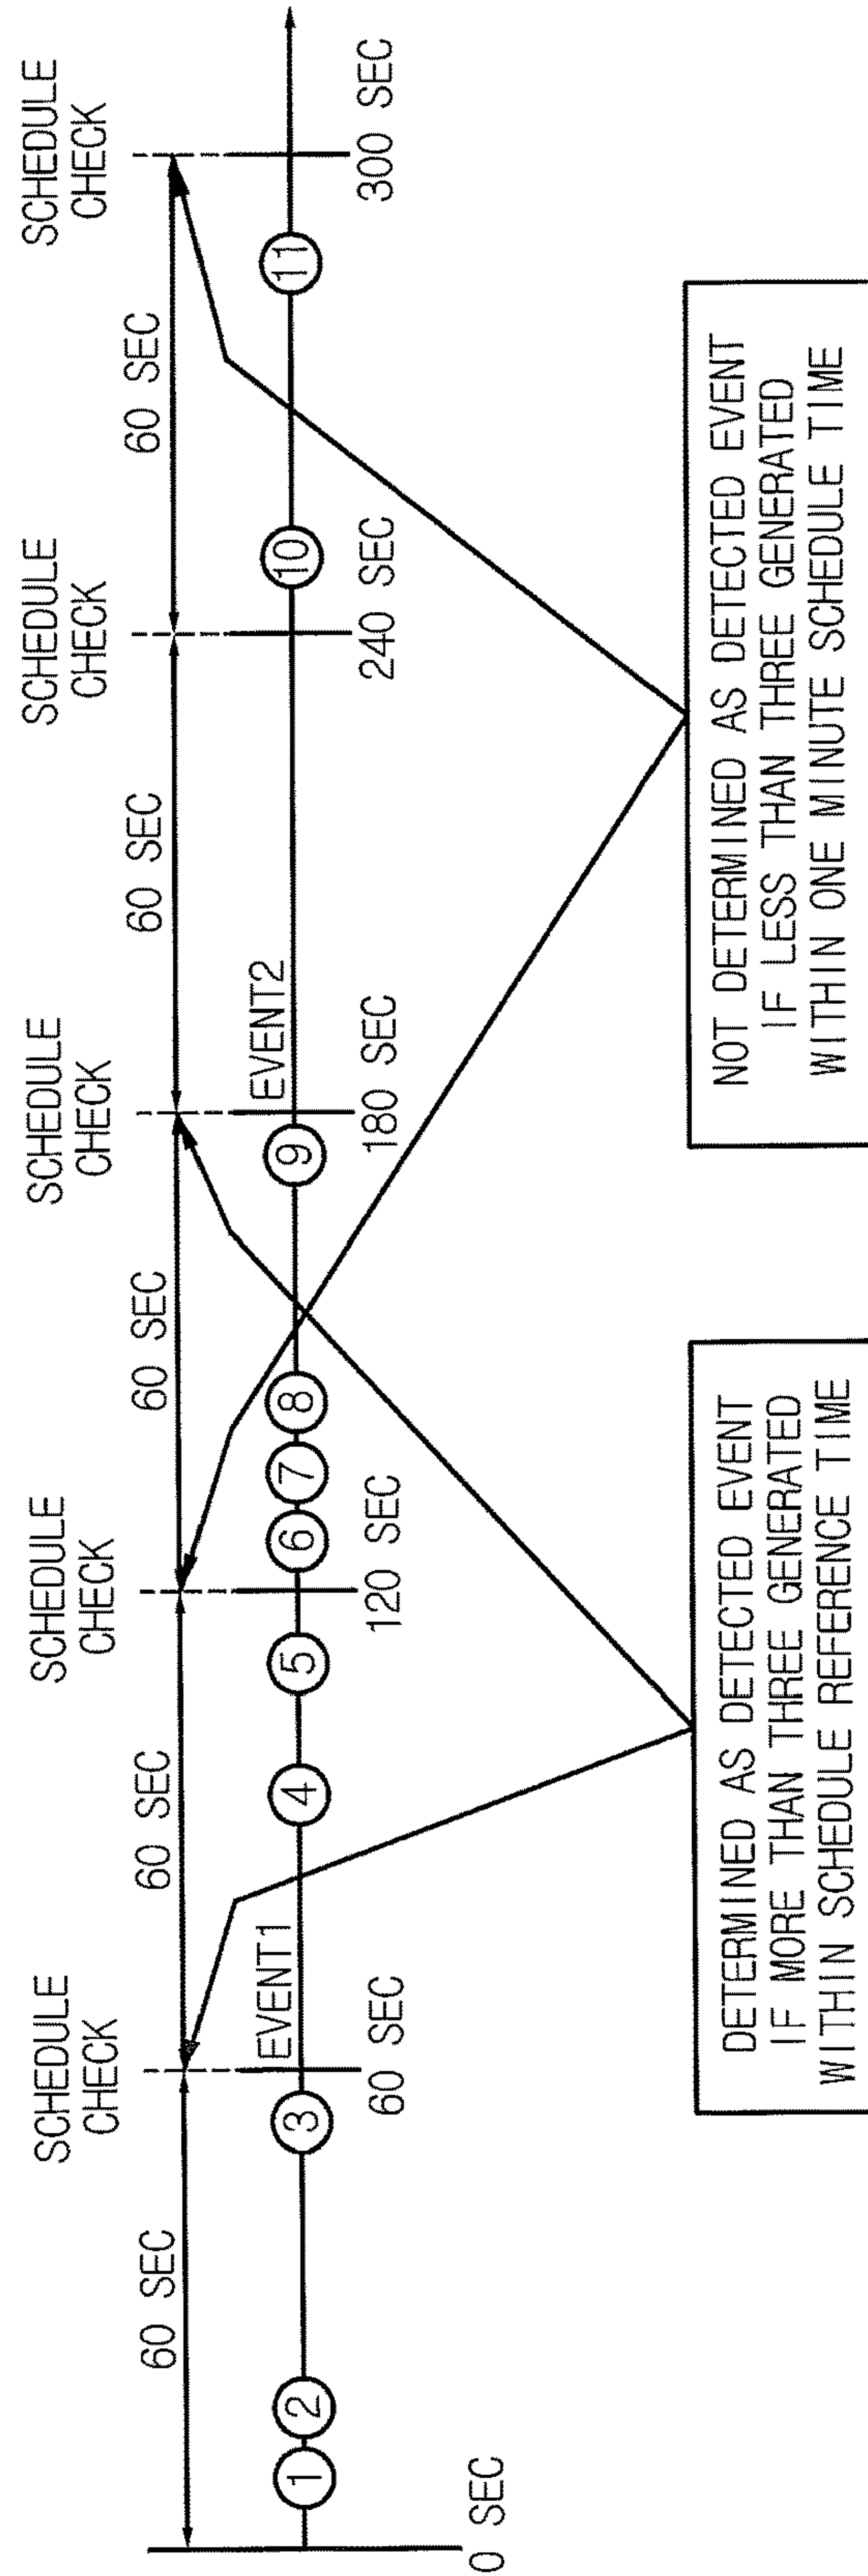 SCHEDULE
CHECK
SCHEDULE
CHECK
SCHEDULE
CHECK
SCHEDULE
CHECK
SCHEDULE
CHECK
60 SEC
60 SEC
60 SEC
60 SEC
60 SEC
EVENT1
EVENT2
1
2
3
4
5
6
7
8
9
10
11
0 SEC
60 SEC
120 SEC
180 SEC
240 SEC
300 SEC
DETERMINED AS DETECTED EVENT
IF MORE THAN THREE GENERATED
WITHIN SCHEDULE REFERENCE TIME
NOT DETERMINED AS DETECTED EVENT
IF LESS THAN THREE GENERATED
WITHIN ONE MINUTE SCHEDULE TIME